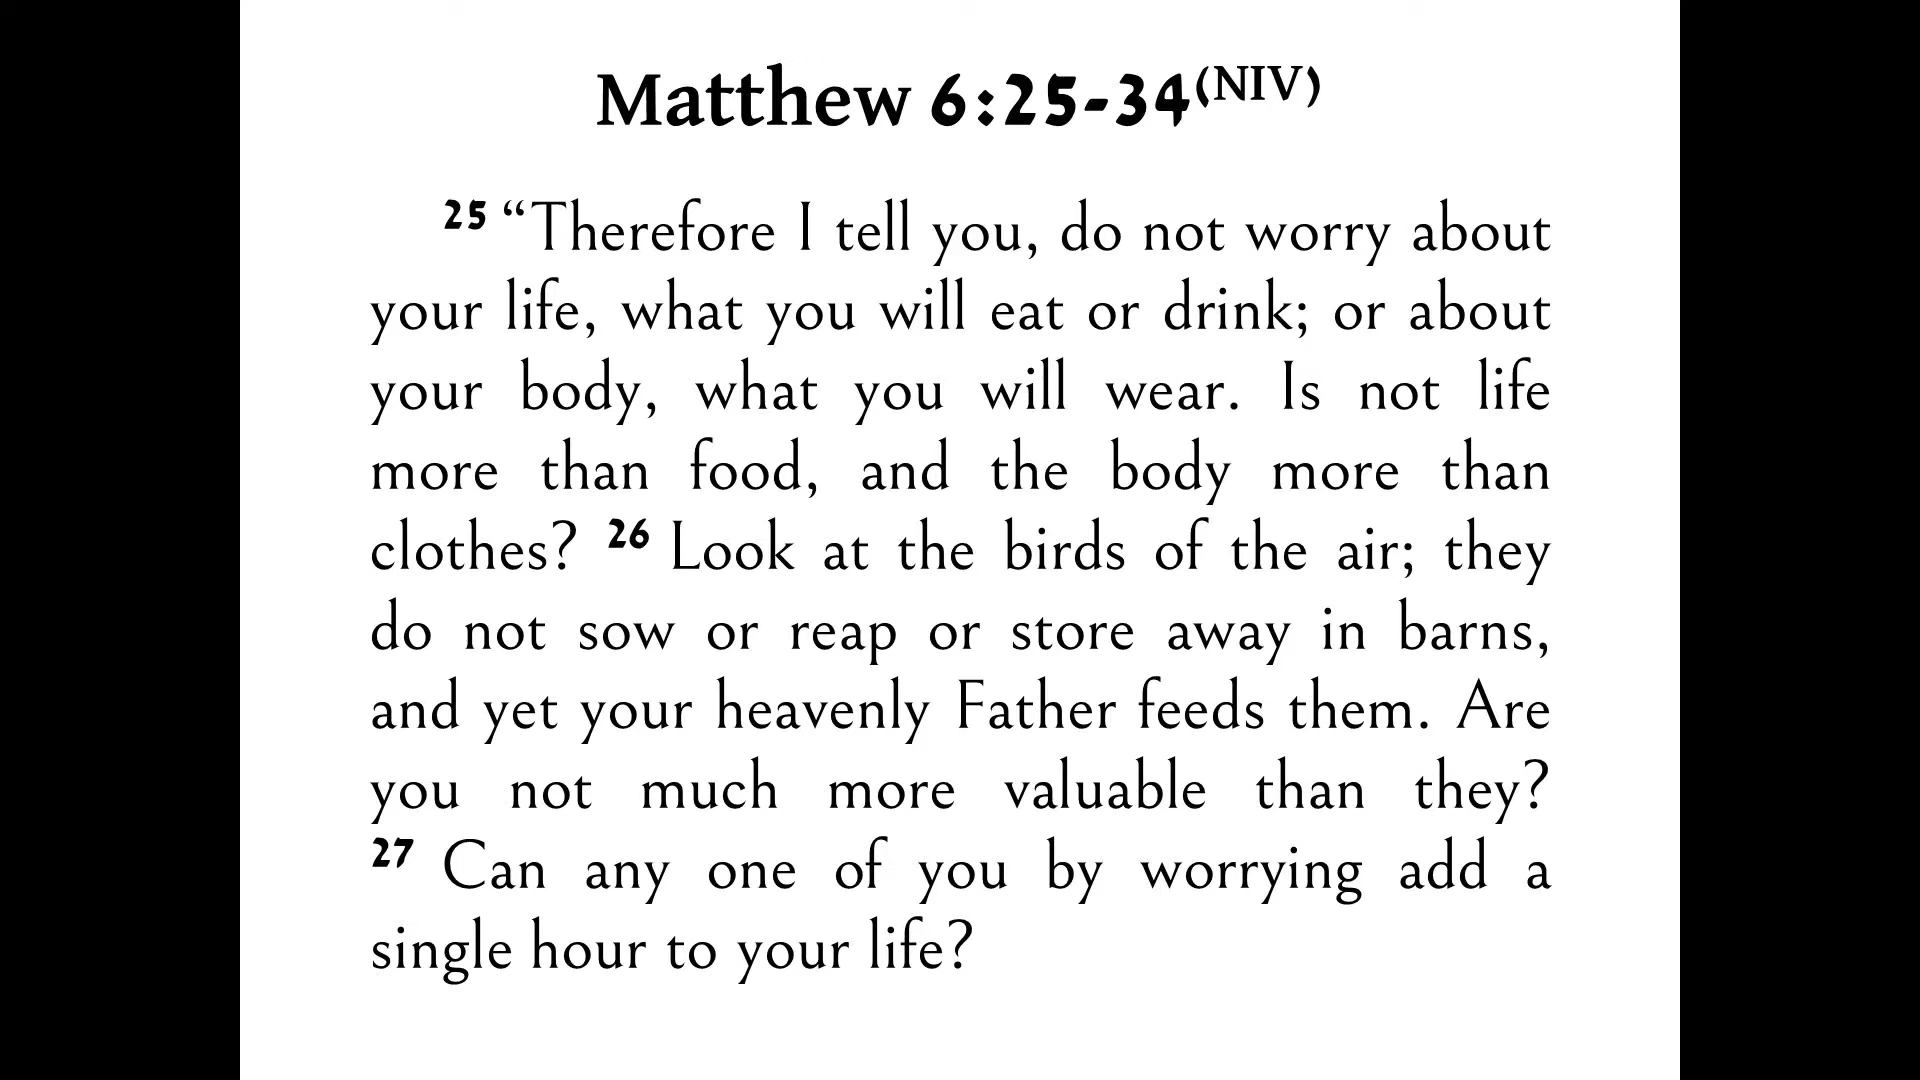 Matthew 6:25-34(NIV)
25 “Therefore I tell you, do not worry about
your life, what you will eat or drink; or about
your body, what you will wear. Is not life
more than food, and the body more than
clothes? 26 Look at the birds of the air; they
do not sow or reap or store away in barns,
and yet your heavenly Father feeds them. Are
you not much more valuable than they?
27 Can any one of you by worrying add a
single hour to your life?